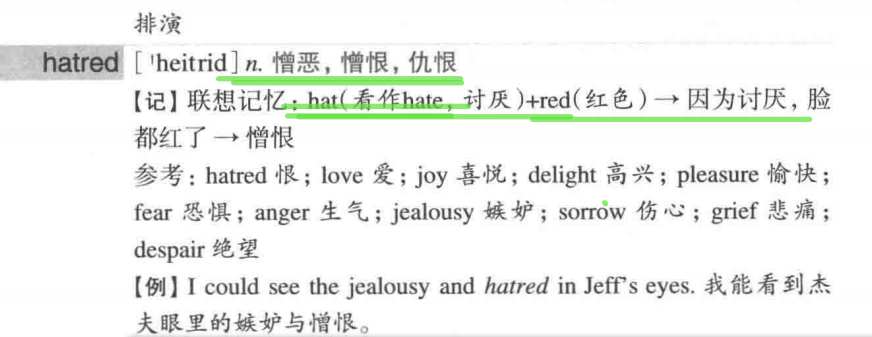 排演
hatred [ˈheitrid] n. 憎恶，憎恨，仇恨
【记】联想记忆：hat(看作hate，讨厌)+red(红色)→因为讨厌，脸
都红了→憎恨
参考：hatred 恨；love 爱；joy 喜悦；delight 高兴；pleasure 愉快；
fear 恐惧；anger 生气；jealousy 嫉妒；sorrow 伤心；grief 悲痛；
despair 绝望
【例】I could see the jealousy and hatred in Jeff's eyes. 我能看到杰
夫眼里的嫉妒与憎恨。